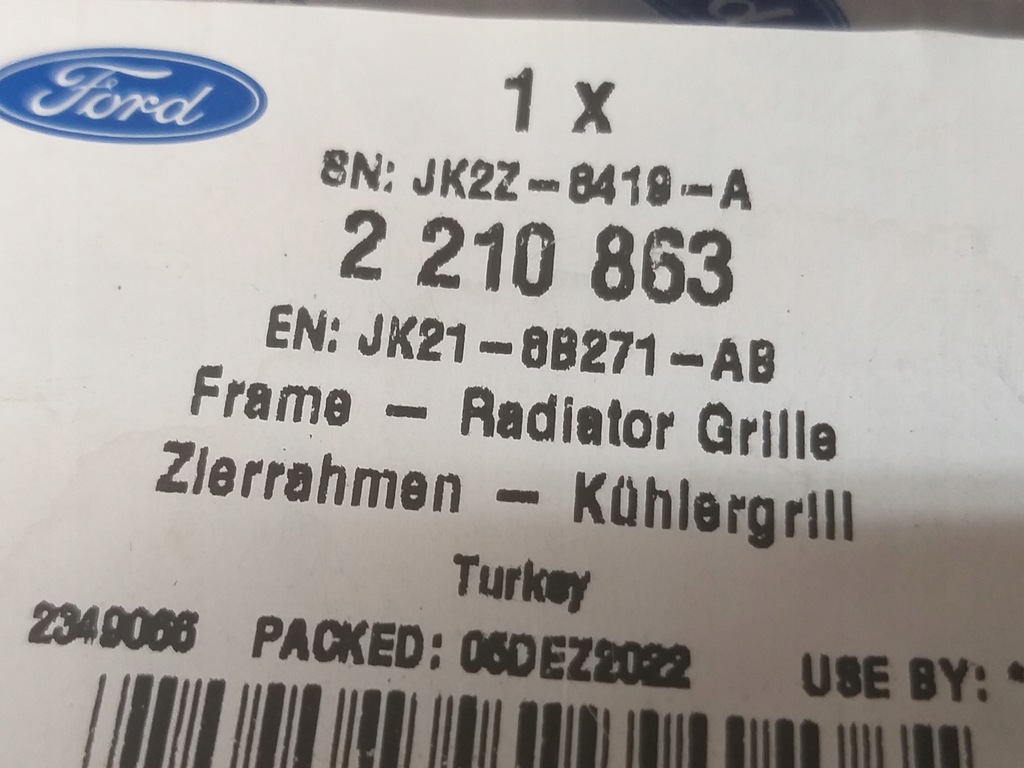 Ford
1 X
SN: JK2Z-8419-A
2 210 863
EN: JK21-8B271-AB
Frame - Radiator Grille
Zierrahmen - Kühlergrill
Turkey
2349066 PACKED: 06DEZ2022 USE BY: *